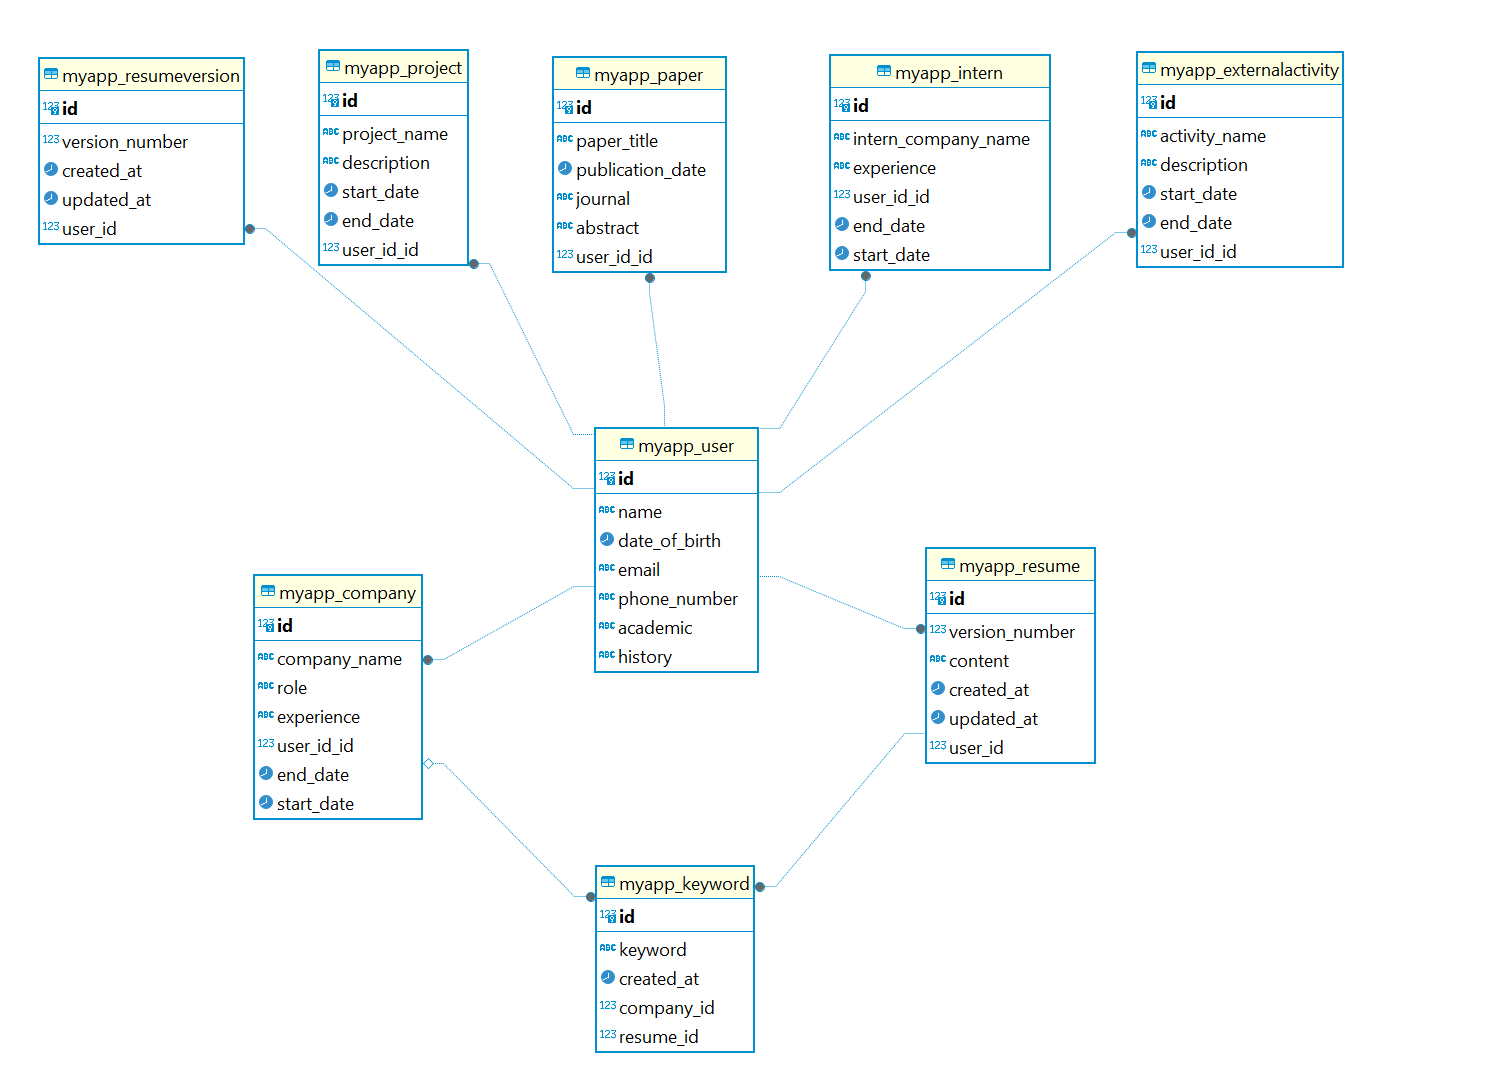 myapp_resumeversion
id
version_number
created_at
updated_at
user_id
myapp_project
id
project_name
description
start_date
end_date
user_id_id
myapp_paper
id
paper_title
publication_date
journal
abstract
user_id_id
myapp_intern
id
intern_company_name
experience
user_id_id
end_date
start_date
myapp_externalactivity
id
activity_name
description
start_date
end_date
user_id_id
myapp_user
id
name
date_of_birth
email
phone_number
academic
history
myapp_company
id
company_name
role
experience
user_id_id
end_date
start_date
myapp_resume
id
version_number
content
created_at
updated_at
user_id
myapp_keyword
id
keyword
created_at
company_id
resume_id